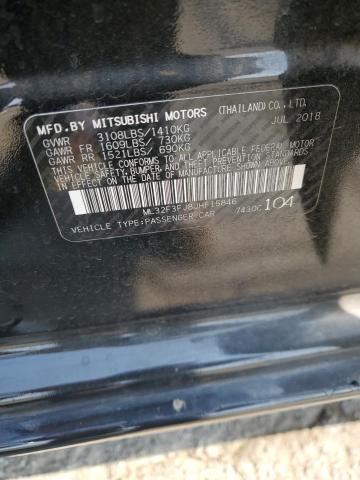 MFD.BY MITSUBISHI MOTORS (THAILAND) CO., LTD.
JUL 2018
GVWR 3108LBS/1410KG
GAWR FR 1609LBS/ 730KG
GAWR RR 1521LBS/ 690KG
THIS VEHICLE CONFORMS TO ALL APPLICABLE FEDERAL MOTOR
VEHICLE SAFETY, BUMPER, AND THEFT PREVENTION STANDARDS
IN EFFECT ON THE DATE OF MANUFACTURE SHOWN ABOVE.
ML32F3FJ8JHF15846
7430C 104
VEHICLE TYPE:PASSENGER CAR